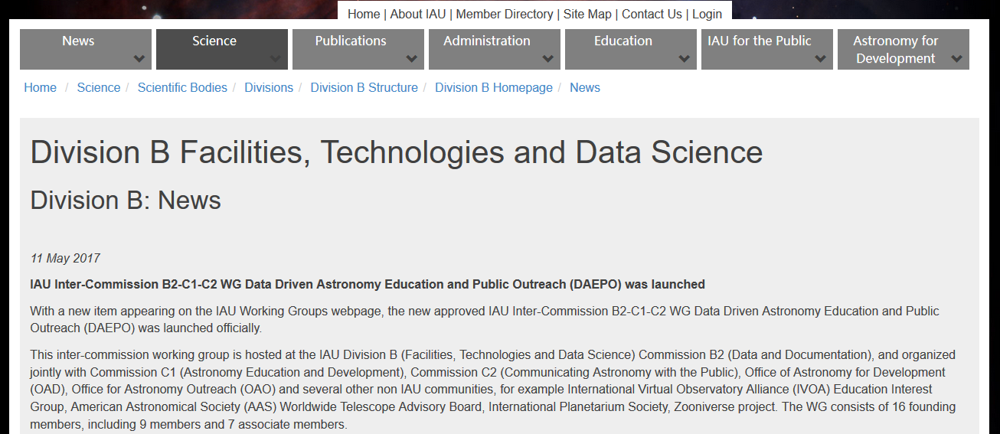 Home | About IAU | Member Directory | Site Map | Contact Us | Login
News Science Publications Administration Education IAU for the Public Astronomy for Development
Home / Science / Scientific Bodies / Divisions / Division B Structure / Division B Homepage / News
Division B Facilities, Technologies and Data Science
Division B: News
11 May 2017
IAU Inter-Commission B2-C1-C2 WG Data Driven Astronomy Education and Public Outreach (DAEPO) was launched
With a new item appearing on the IAU Working Groups webpage, the new approved IAU Inter-Commission B2-C1-C2 WG Data Driven Astronomy Education and Public
Outreach (DAEPO) was launched officially.
This inter-commission working group is hosted at the IAU Division B (Facilities, Technologies and Data Science) Commission B2 (Data and Documentation), and organized
jointly with Commission C1 (Astronomy Education and Development), Commission C2 (Communicating Astronomy with the Public), Office of Astronomy for Development
(OAD), Office for Astronomy Outreach (OAO) and several other non IAU communities, for example International Virtual Observatory Alliance (IVOA) Education Interest
Group, American Astronomical Society (AAS) Worldwide Telescope Advisory Board, International Planetarium Society, Zooniverse project. The WG consists of 16 founding
members, including 9 members and 7 associate members.